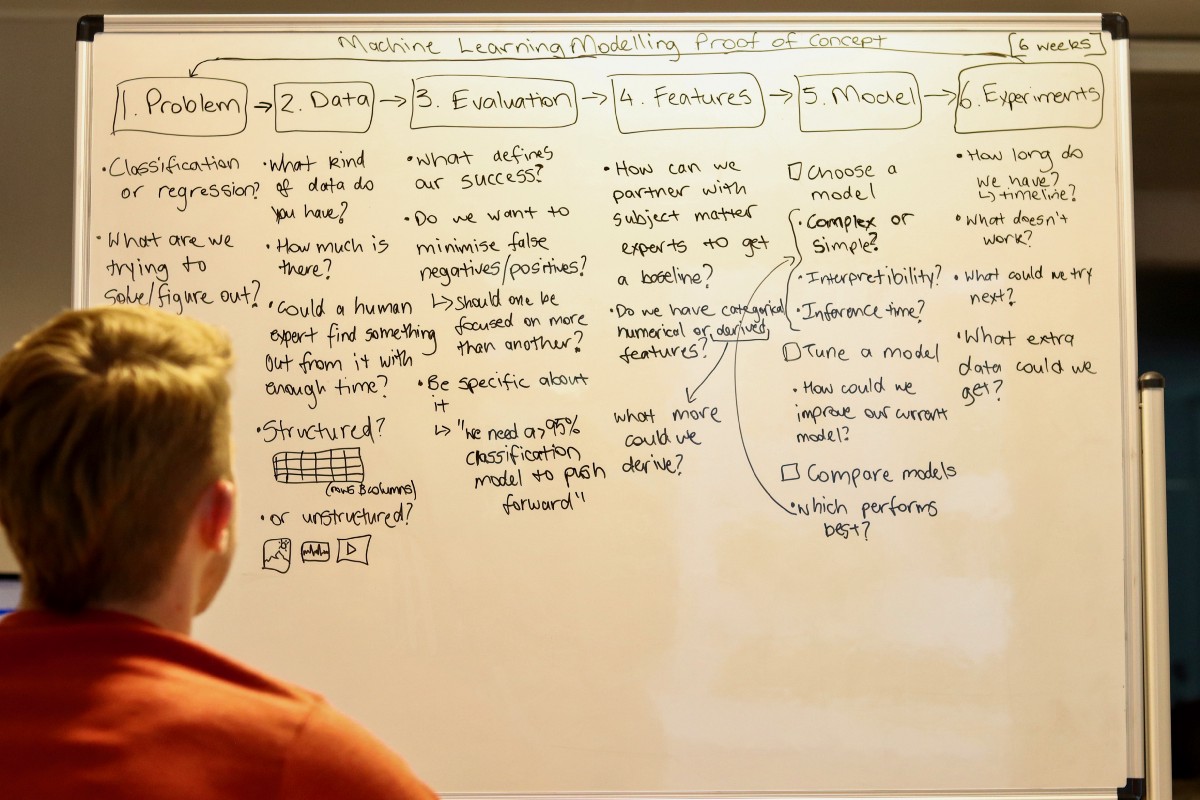 Machine Learning Modelling Proof of Concept
[6 weeks]
1. Problem
2. Data
3. Evaluation
4. Features
5. Model
6. Experiments
• Classification
or regression?
• What are we
trying to
solve/figure out?
• What kind
of data do
you have?
• How much is
there?
• Could a human
expert find something
out from it with
enough time?
• Structured?
(rows & columns)
• or unstructured?
• What defines
our success?
• Do we want to
minimise false
negatives/positives?
↳ should one be
focused on more
than another?
• Be specific about
it
↳ "We need a >95%
classification
model to push
forward"
• How can we
partner with
subject matter
experts to get
a baseline?
• Do we have categorical
numerical or derived
features?
what more
could we
derive?
Choose a
model
• Complex or
simple?
• Interpretibility?
• Inference time?
Tune a model
• How could we
improve our current
model?
Compare models
• which performs
best?
• How long do
we have?
↳ timeline?
• What doesn't
work?
• What could we try
next?
• What extra
data could we
get?